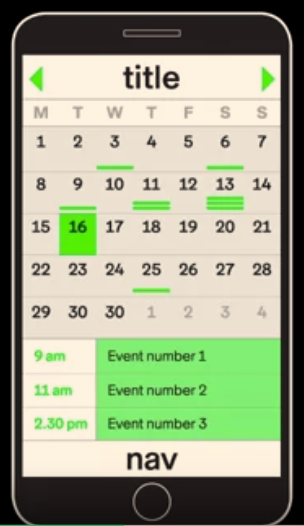 title
M T W T F S S
1 2 3 4 5 6 7
8 9 10 11 12 13 14
15 16 17 18 19 20 21
22 23 24 25 26 27 28
29 30 30 1 2 3 4
9 am Event number 1
11 am Event number 2
2.30 pm Event number 3
nav